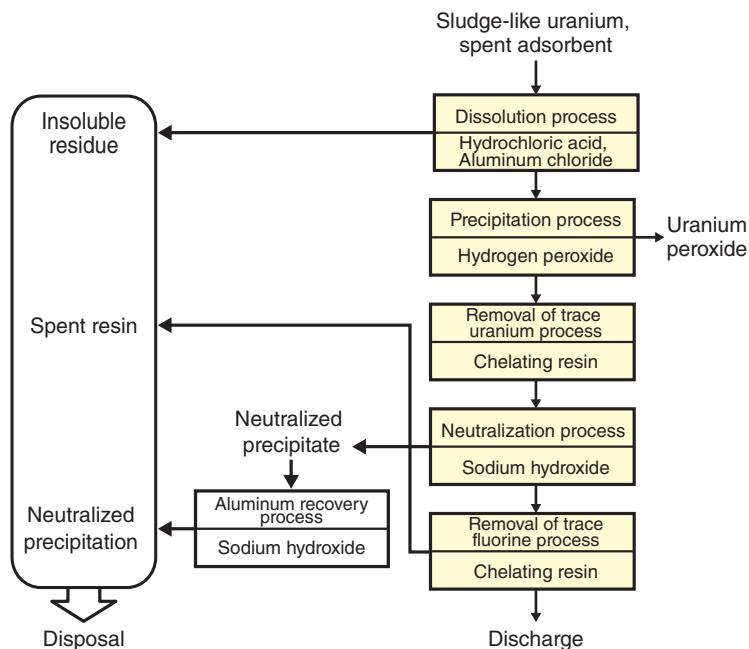 Sludge-like uranium,
spent adsorbent
Dissolution process
Hydrochloric acid,
Aluminum chloride
Insoluble
residue
Precipitation process
Hydrogen peroxide
Uranium
peroxide
Removal of trace
uranium process
Chelating resin
Spent resin
Neutralization process
Sodium hydroxide
Neutralized
precipitate
Aluminum recovery
process
Sodium hydroxide
Neutralized
precipitation
Removal of trace
fluorine process
Chelating resin
Disposal
Discharge